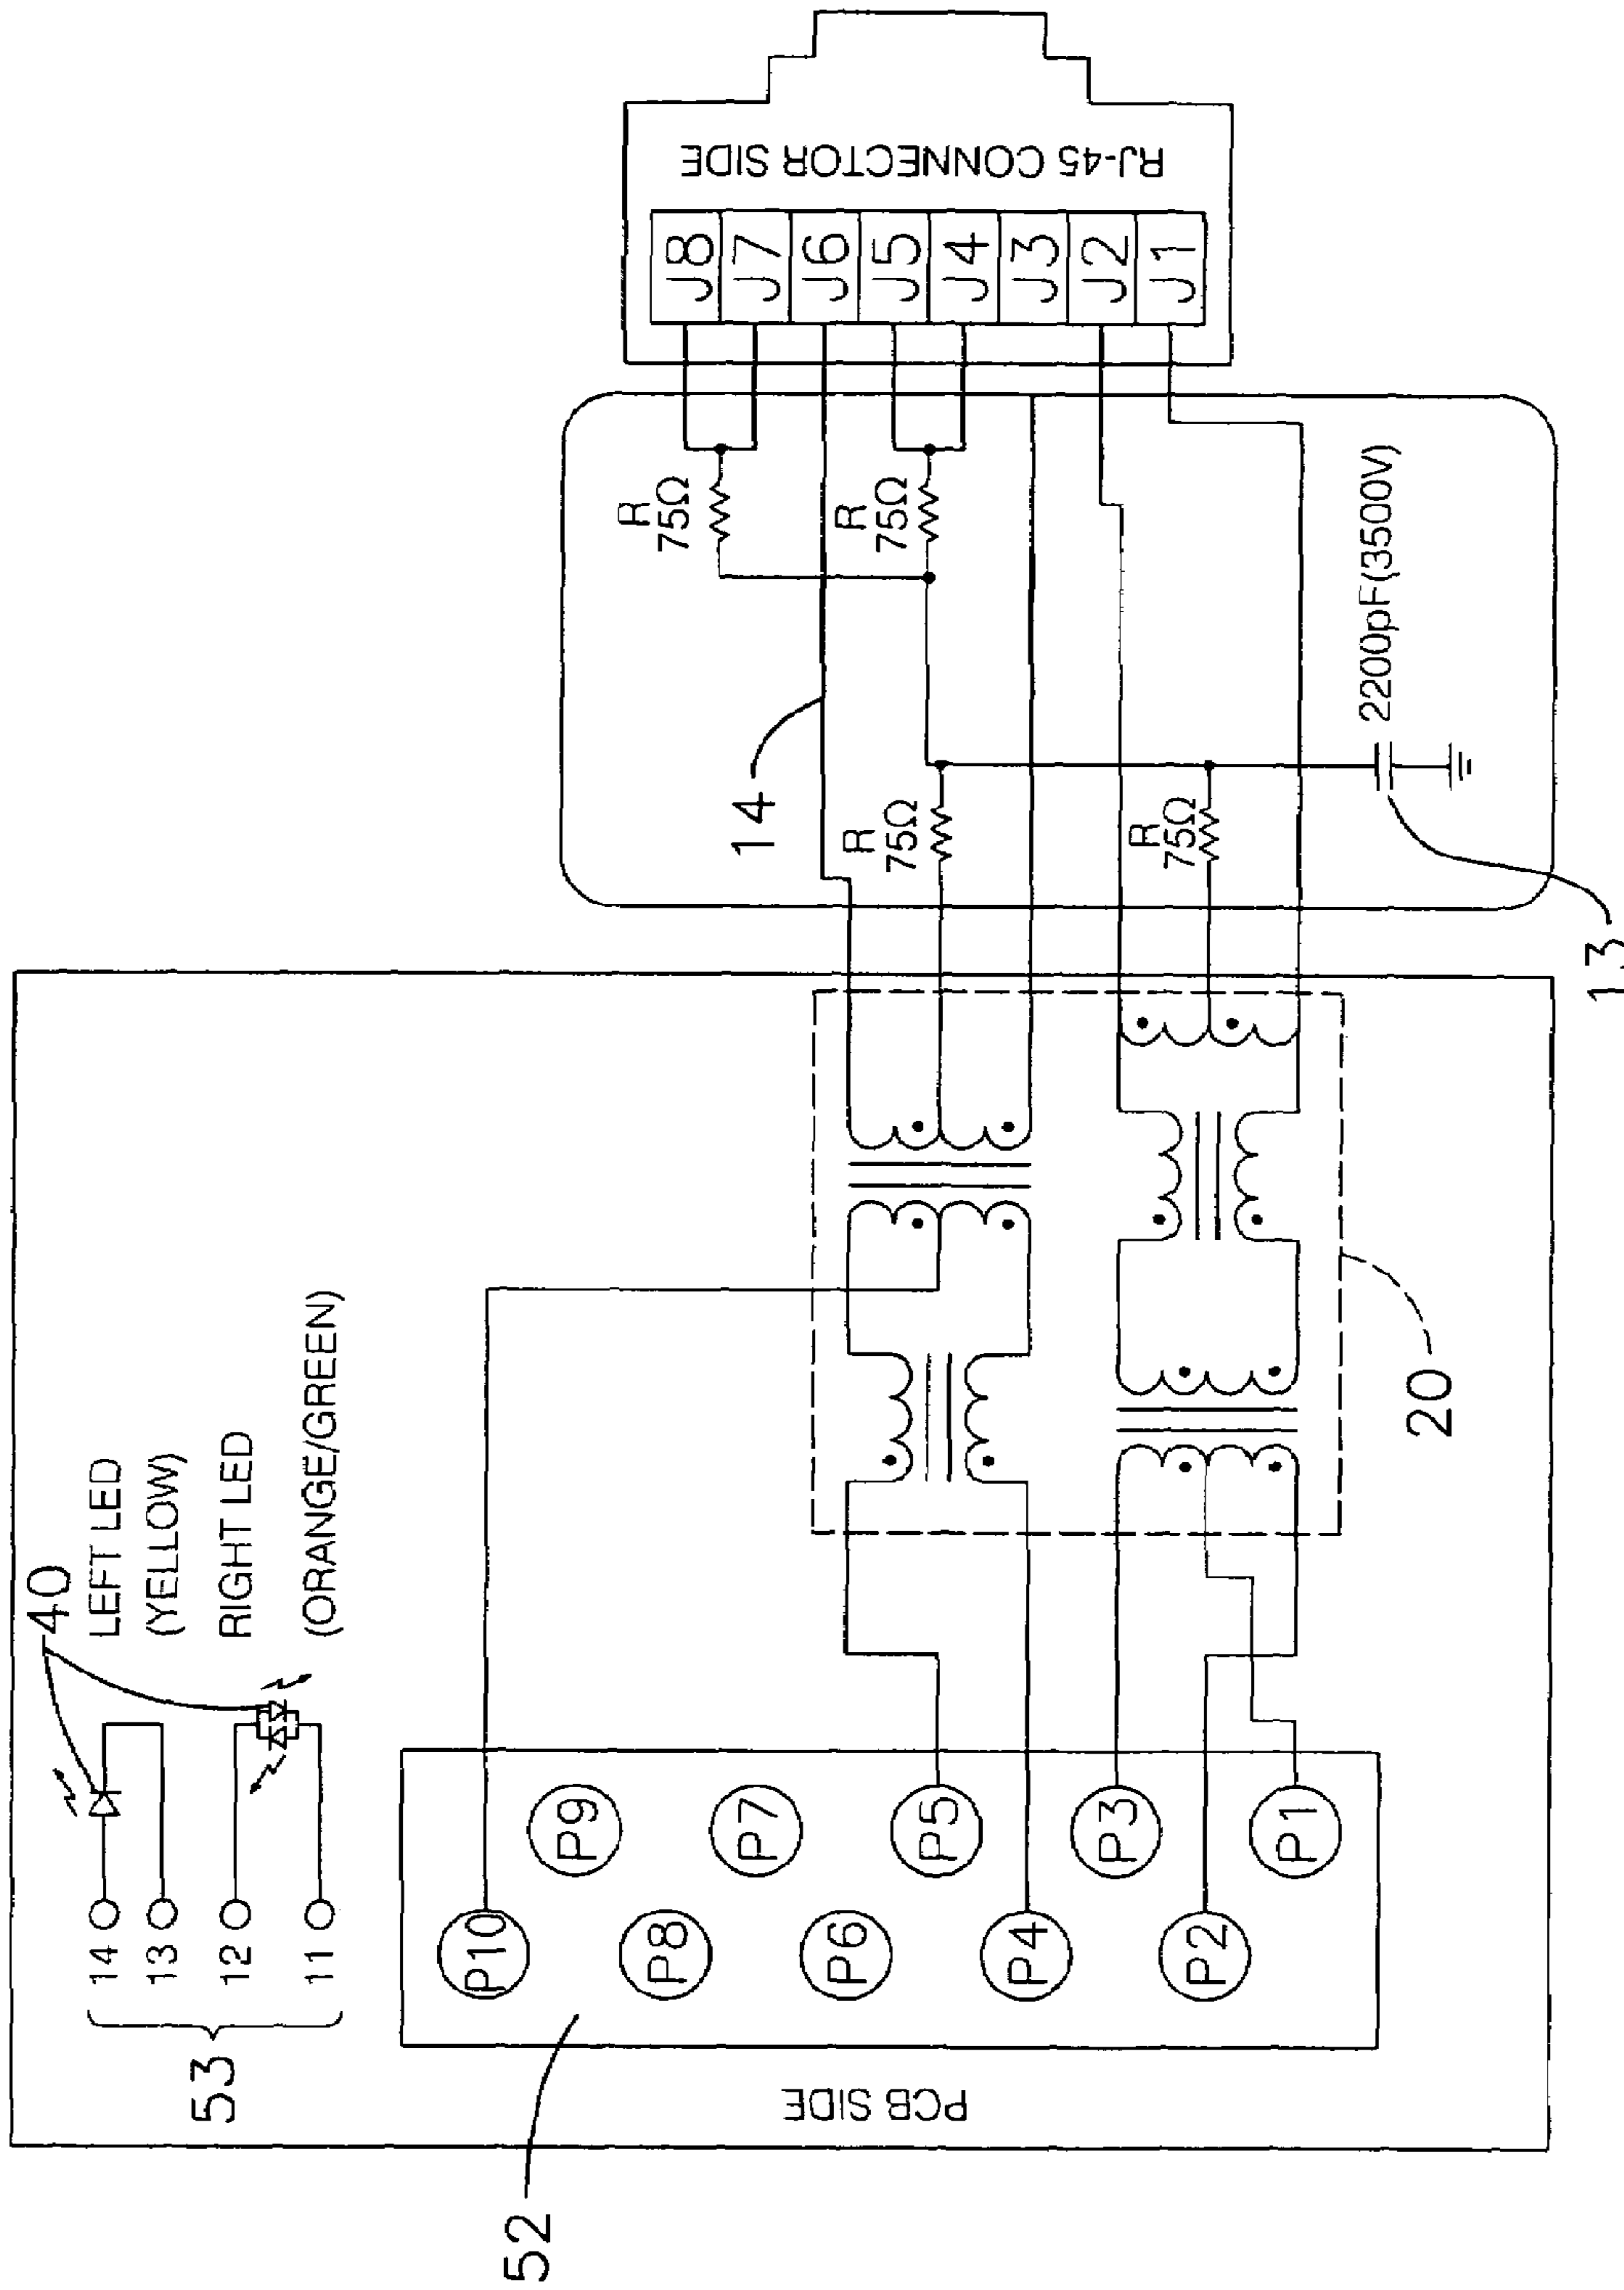 53
14
13
12
11
40
LEFT LED
(YELLOW)
RIGHT LED
(ORANGE/GREEN)
52
PCB SIDE
P10
P9
P8
P7
P6
P5
P4
P3
P2
P1
20
14
R
75Ω
R
75Ω
R
75Ω
R
75Ω
2200pF(3500V)
13
J8
J7
J6
J5
J4
J3
J2
J1
RJ-45 CONNECTOR SIDE